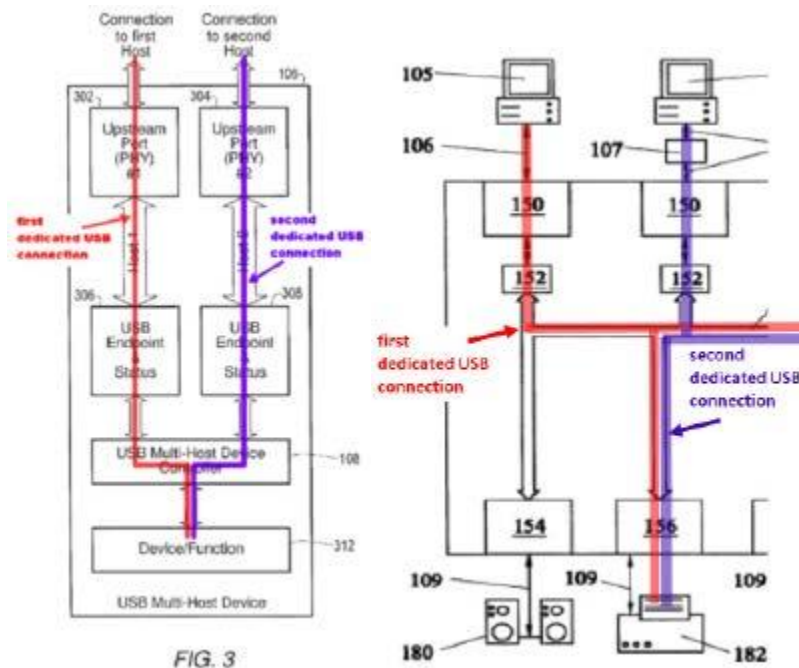 Connection
to first
Host
Connection
to second
Host
106
302
304
Upstream
Port
(PHY)
#1
Upstream
Port
(PHY)
#2
first
dedicated USB
connection
second
dedicated USB
connection
Host 1
306
308
USB
Endpoint
Status
USB
Endpoint
Status
USB Multi-Host Device
Controller
108
Device/Function
312
USB Multi-Host Device
FIG. 3
105
106
107
150
150
152
152
first
dedicated USB
connection
second
dedicated USB
connection
154
156
109
109
109
180
182